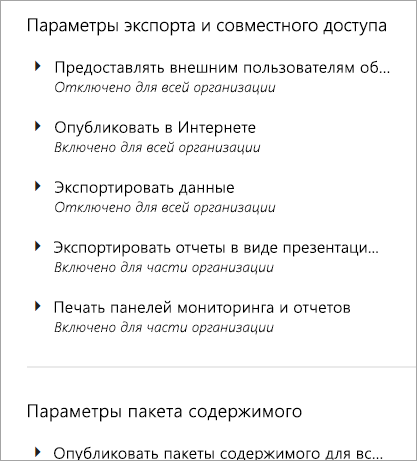 Параметры экспорта и совместного доступа
Предоставлять внешним пользователям об...
Отключено для всей организации
Опубликовать в Интернете
Включено для всей организации
Экспортировать данные
Отключено для всей организации
Экспортировать отчеты в виде презентаци...
Включено для части организации
Печать панелей мониторинга и отчетов
Включено для части организации
Параметры пакета содержимого
Опубликовать пакеты содержимого для вс...